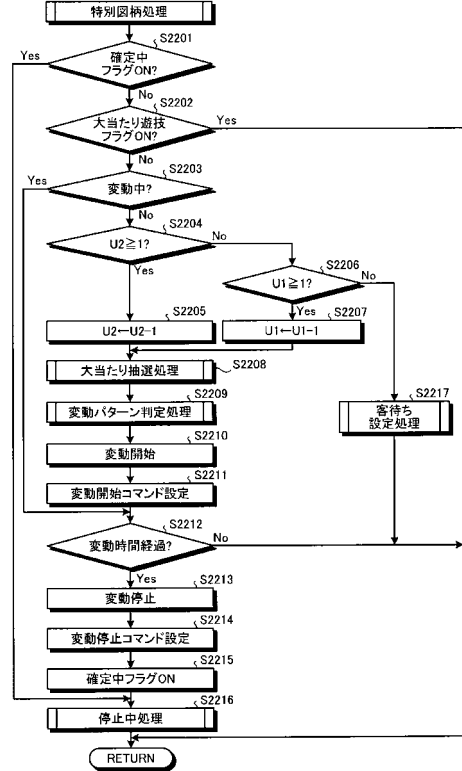 特別図柄処理
S2201
確定中
フラグON?
Yes
No
S2202
大当たり遊技
フラグON?
Yes
No
S2203
変動中?
Yes
No
S2204
U2≧1?
No
Yes
S2206
U1≧1?
No
Yes
S2205
U2←U2-1
S2207
U1←U1-1
S2208
大当たり抽選処理
S2209
変動パターン判定処理
S2217
客待ち
設定処理
S2210
変動開始
S2211
変動開始コマンド設定
S2212
変動時間経過?
No
Yes
S2213
変動停止
S2214
変動停止コマンド設定
S2215
確定中フラグON
S2216
停止中処理
RETURN